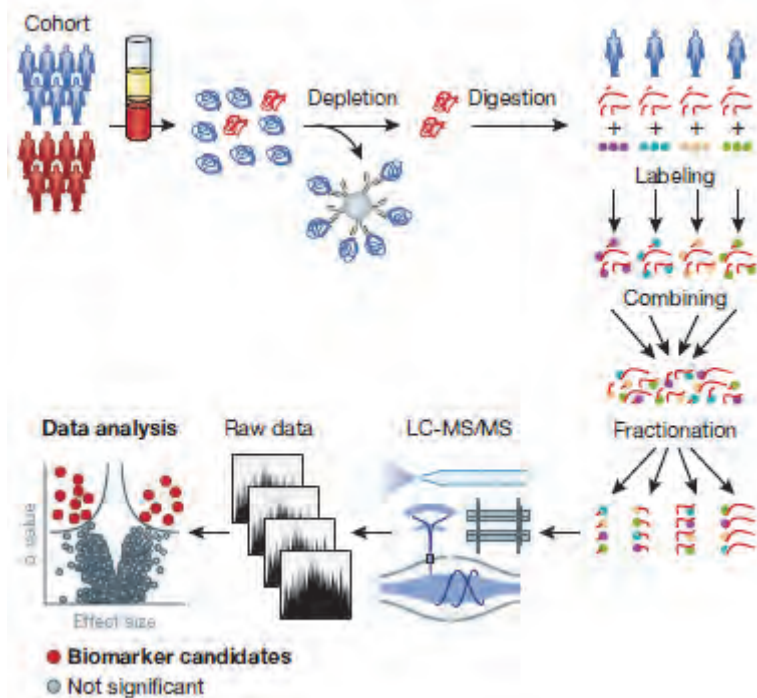 Cohort
Depletion
Digestion
+ + + +
Labeling
Combining
Fractionation
LC-MS/MS
Raw data
Data analysis
p value
Effect size
Biomarker candidates
Not significant